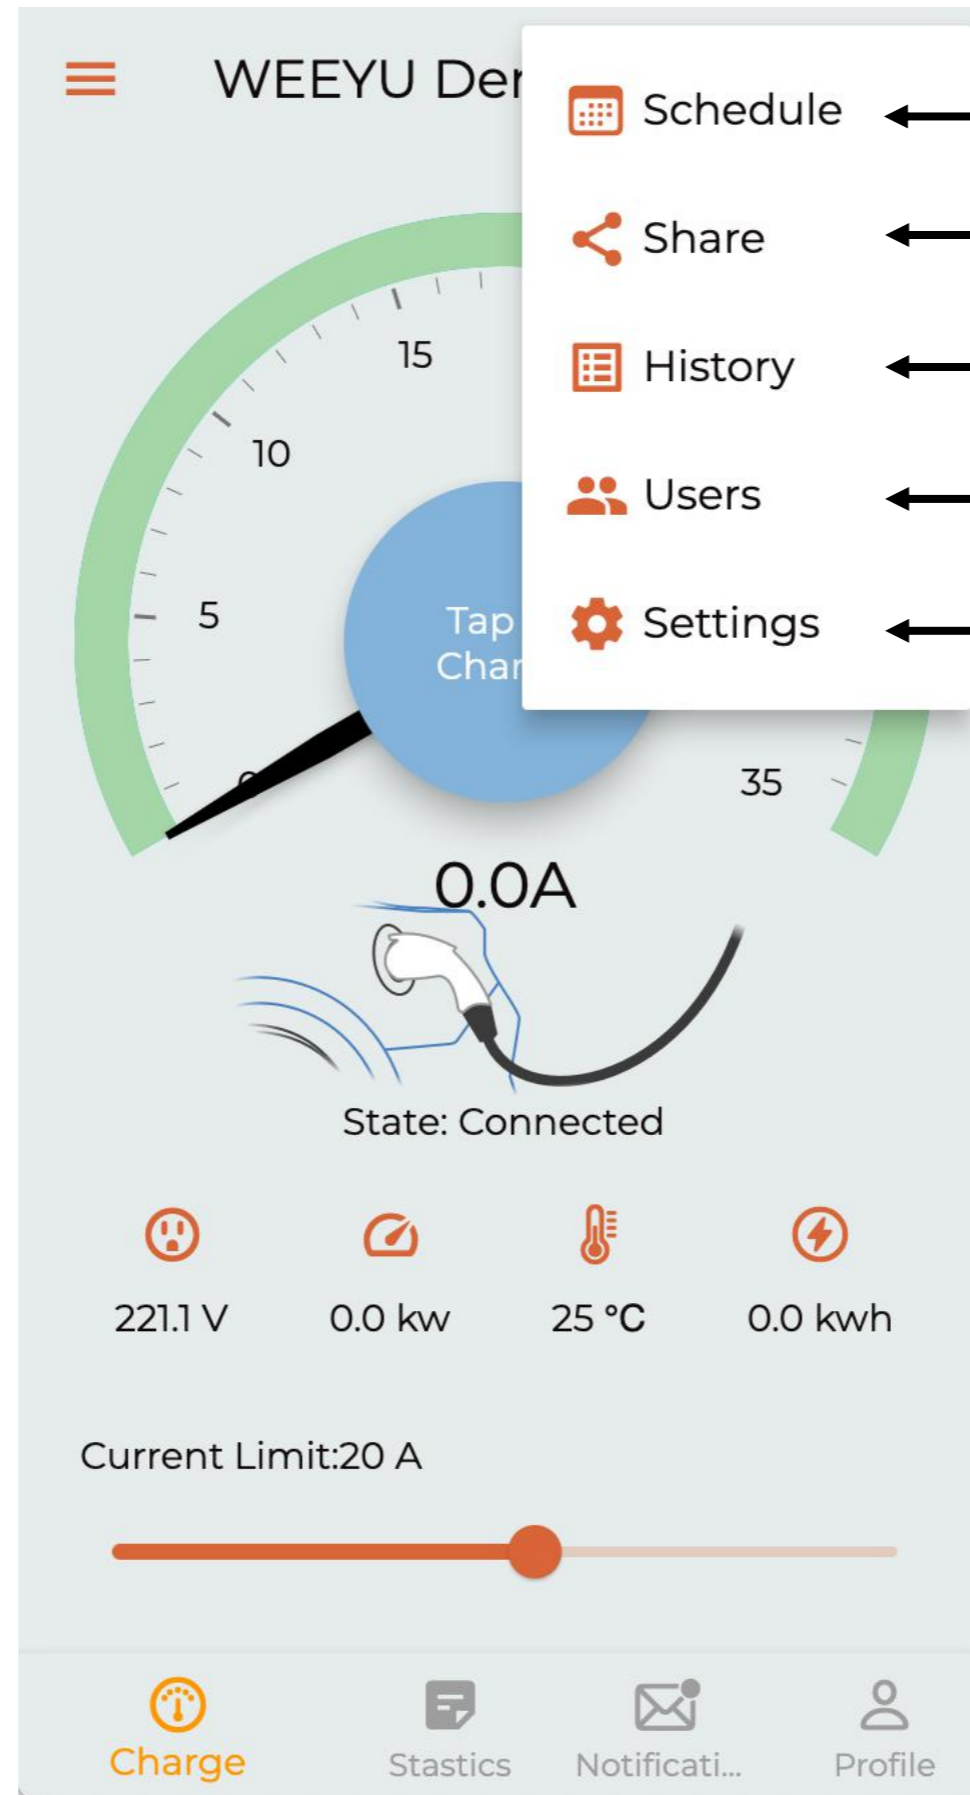 WEEYU Der
Schedule
Share
History
Users
Settings
15
10
5
35
Tap
Char
0.0A
State: Connected
221.1 V
0.0 kw
25 °C
0.0 kwh
Current Limit:20 A
Charge
Stastics
Notificati...
Profile